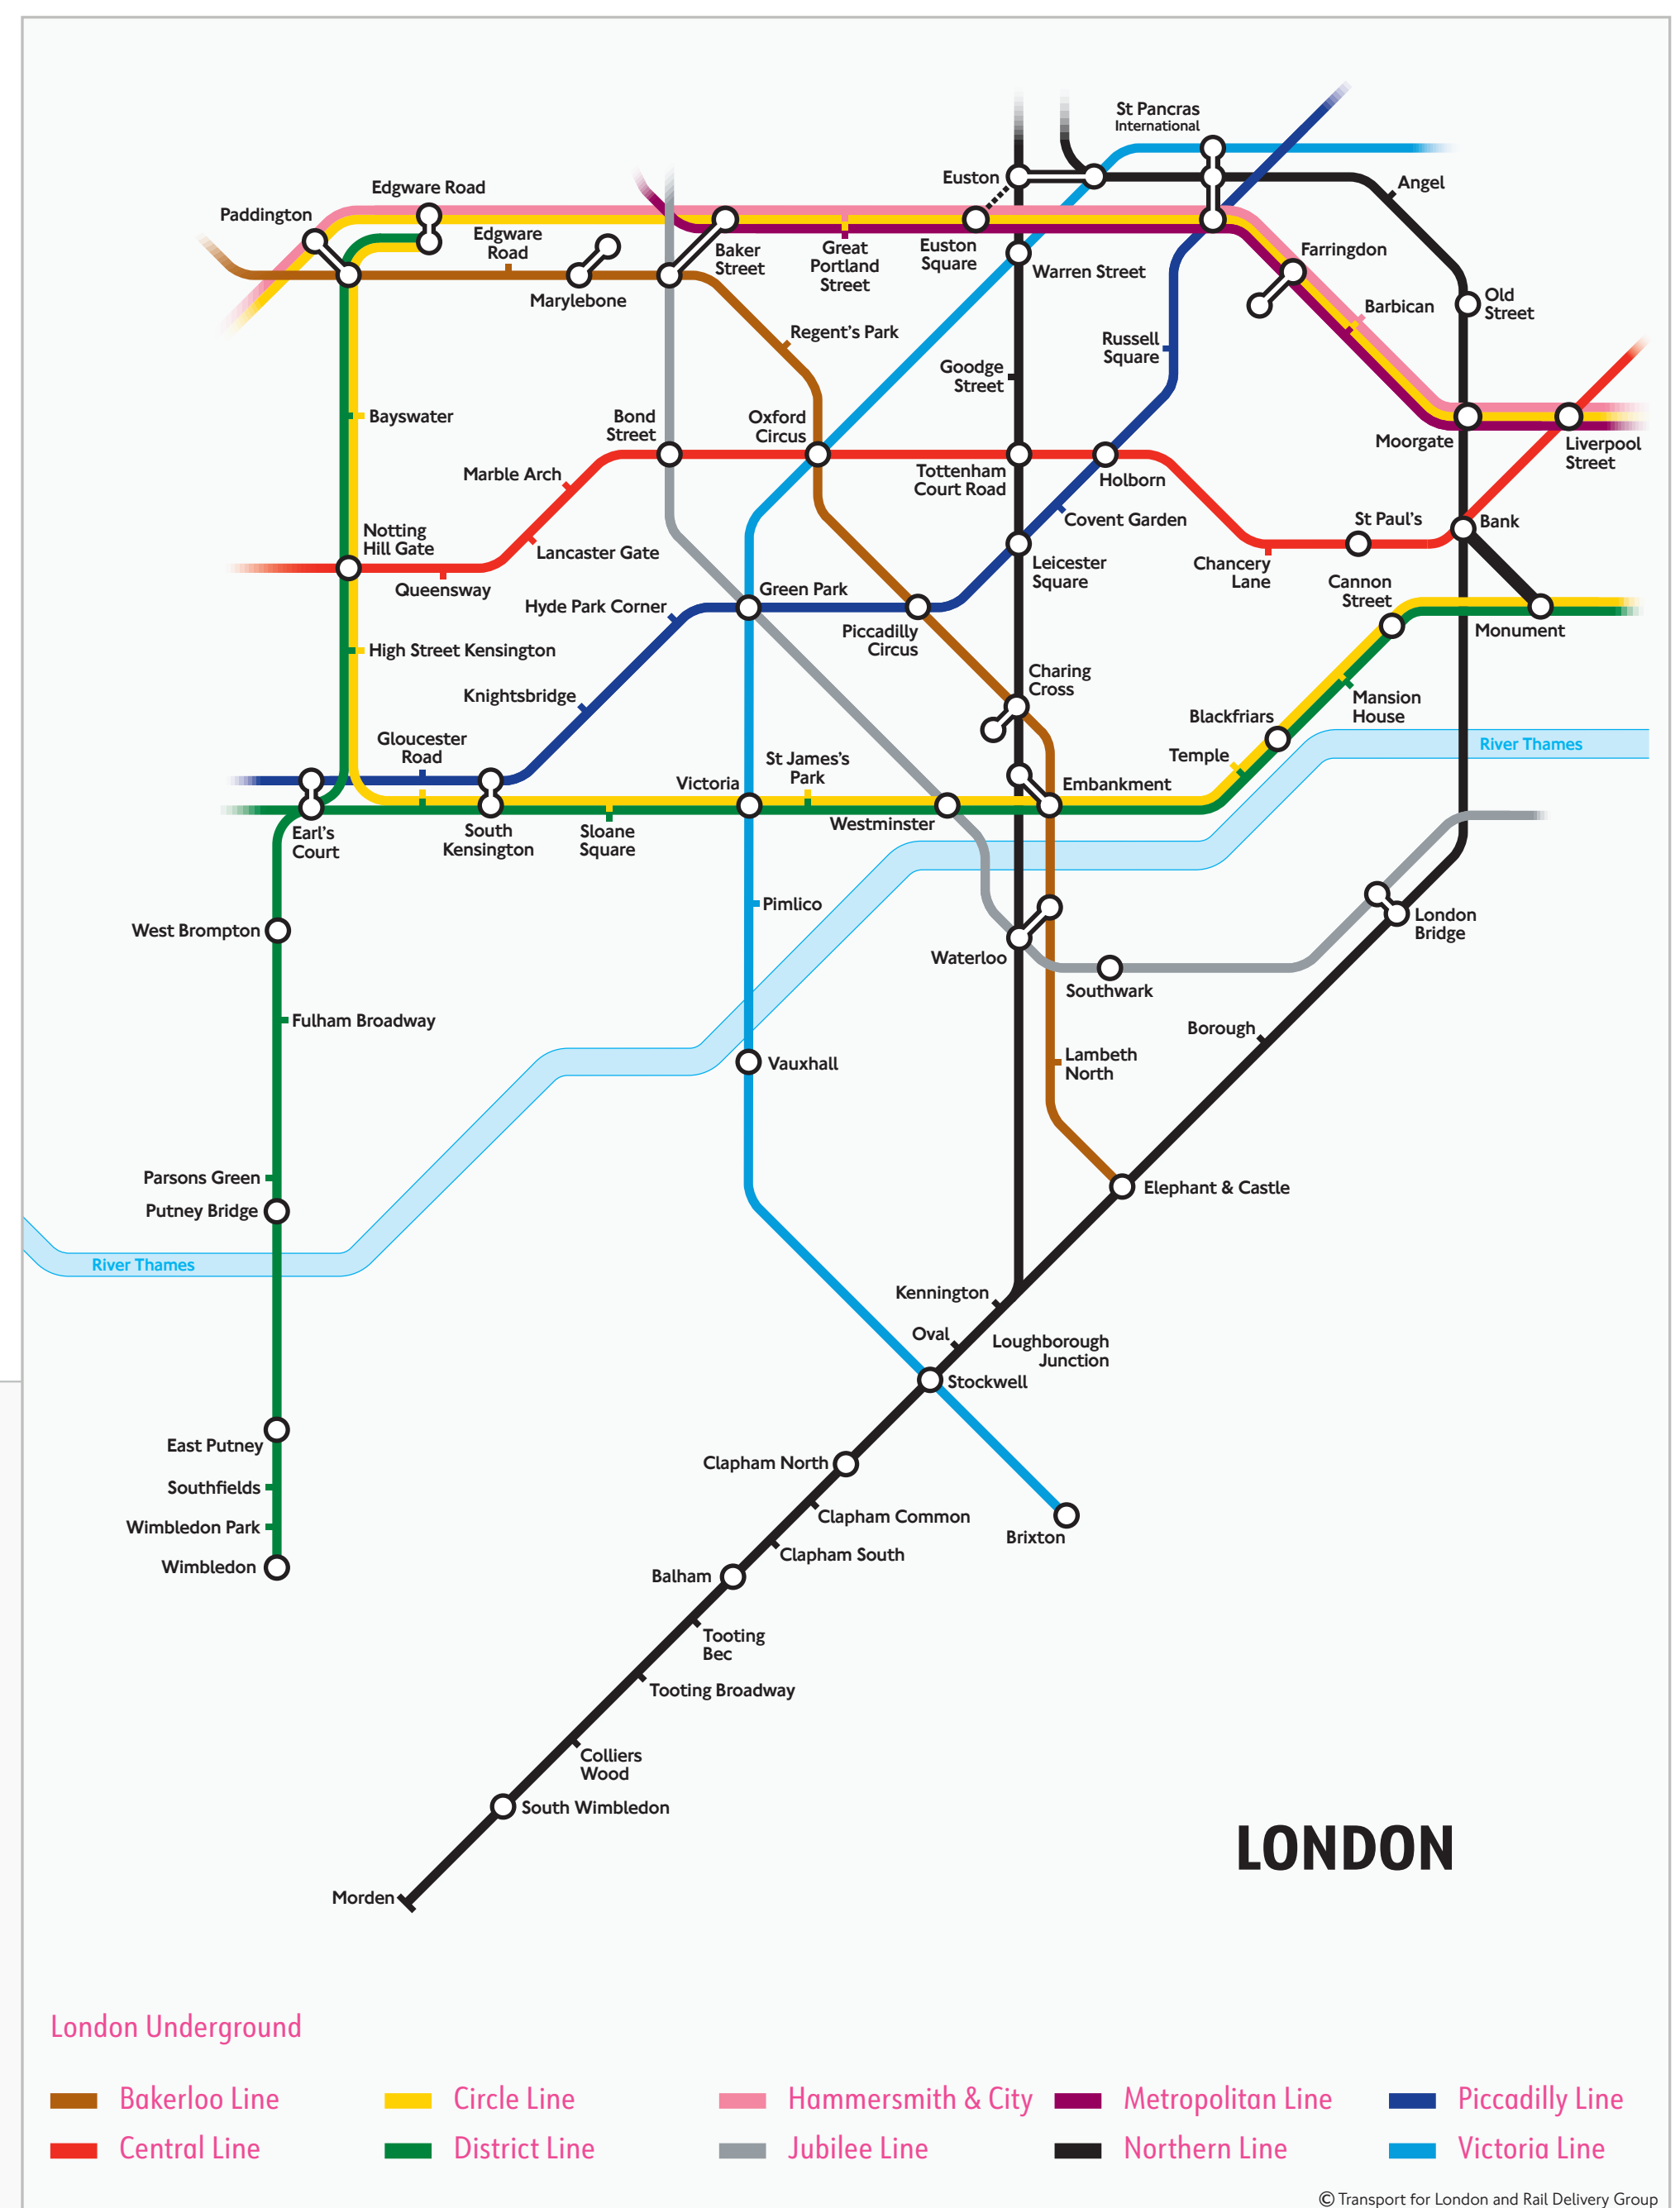 St Pancras
International
Euston
Angel
Edgware Road
Paddington
Edgware
Road
Baker
Street
Great
Portland
Street
Euston
Square
Warren Street
Farringdon
Marylebone
Old
Street
Barbican
Regent's Park
Russell
Square
Goodge
Street
Bayswater
Bond
Street
Oxford
Circus
Moorgate
Liverpool
Street
Marble Arch
Tottenham
Court Road
Holborn
Covent Garden
St Paul's
Bank
Notting
Hill Gate
Lancaster Gate
Queensway
Leicester
Square
Chancery
Lane
Cannon
Street
Green Park
Hyde Park Corner
Piccadilly
Circus
Monument
High Street Kensington
Charing
Cross
Knightsbridge
Mansion
House
Blackfriars
Gloucester
Road
St James's
Park
Temple
River Thames
Victoria
Embankment
Westminster
Earl's
Court
South
Kensington
Sloane
Square
Pimlico
West Brompton
London
Bridge
Waterloo
Southwark
Fulham Broadway
Borough
Vauxhall
Lambeth
North
Parsons Green
Putney Bridge
Elephant & Castle
River Thames
Kennington
Oval
Loughborough
Junction
Stockwell
East Putney
Clapham North
Southfields
Clapham Common
Wimbledon Park
Brixton
Clapham South
Wimbledon
Balham
Tooting
Bec
Tooting Broadway
Colliers
Wood
South Wimbledon
LONDON
Morden
London Underground
Bakerloo Line
Circle Line
Hammersmith & City
Metropolitan Line
Piccadilly Line
Central Line
District Line
Jubilee Line
Northern Line
Victoria Line
© Transport for London and Rail Delivery Group